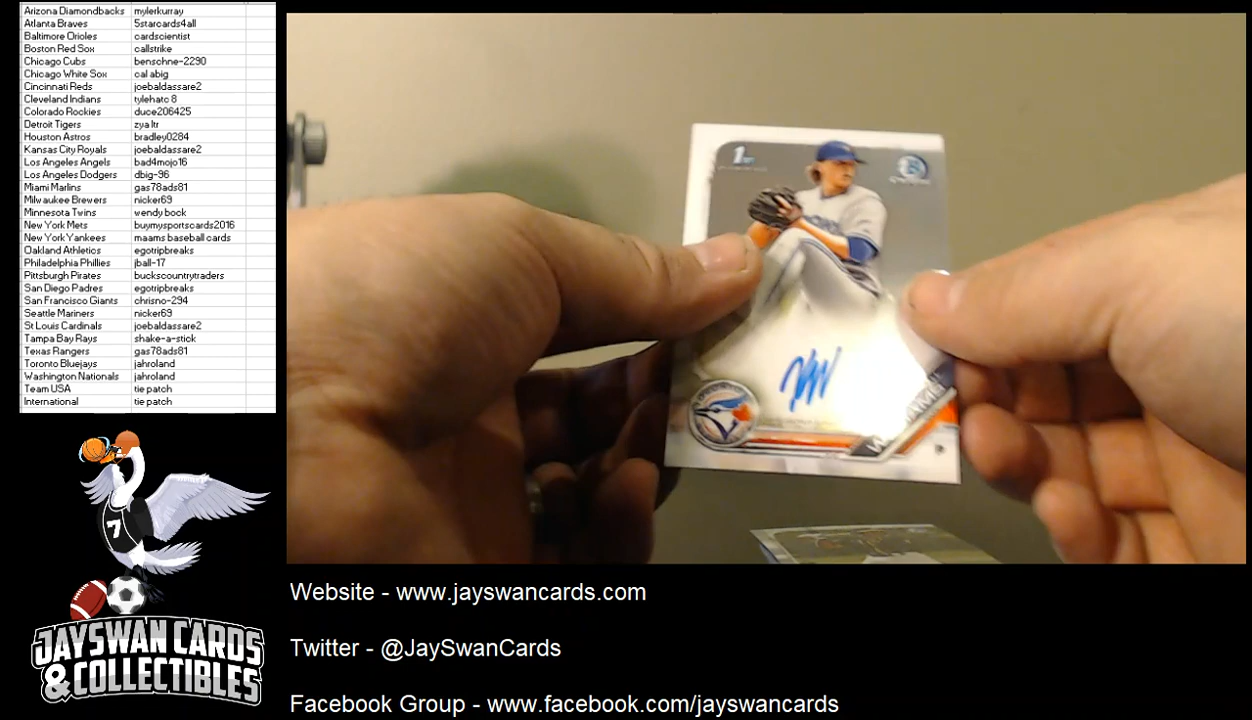 Arizona Diamondbacks mylerkurray
Atlanta Braves 5starcards4all
Baltimore Orioles cardscientist
Boston Red Sox callstrike
Chicago Cubs benschne-2290
Chicago White Sox cal abig
Cincinnati Reds joebaldassare2
Cleveland Indians tylehatc 8
Colorado Rockies duce206425
Detroit Tigers zya ltr
Houston Astros bradley0284
Kansas City Royals joebaldassare2
Los Angeles Angels bad4mojo16
Los Angeles Dodgers dbig-96
Miami Marlins gas78ads81
Milwaukee Brewers nicker69
Minnesota Twins wendy bock
New York Mets buymysportscards2016
New York Yankees maams baseball cards
Oakland Athletics egotripbreaks
Philadelphia Phillies jball-17
Pittsburgh Pirates buckscountrytraders
San Diego Padres egotripbreaks
San Francisco Giants chrisno-294
Seattle Mariners nicker69
St Louis Cardinals joebaldassare2
Tampa Bay Rays shake-a-stick
Texas Rangers gas78ads81
Toronto Bluejays jahroland
Washington Nationals jahroland
Team USA tie patch
International tie patch
1st
7
JAYSWAN CARDS
& COLLECTIBLES
Website - www.jayswancards.com
Twitter - @JaySwanCards
Facebook Group - www.facebook.com/jayswancards